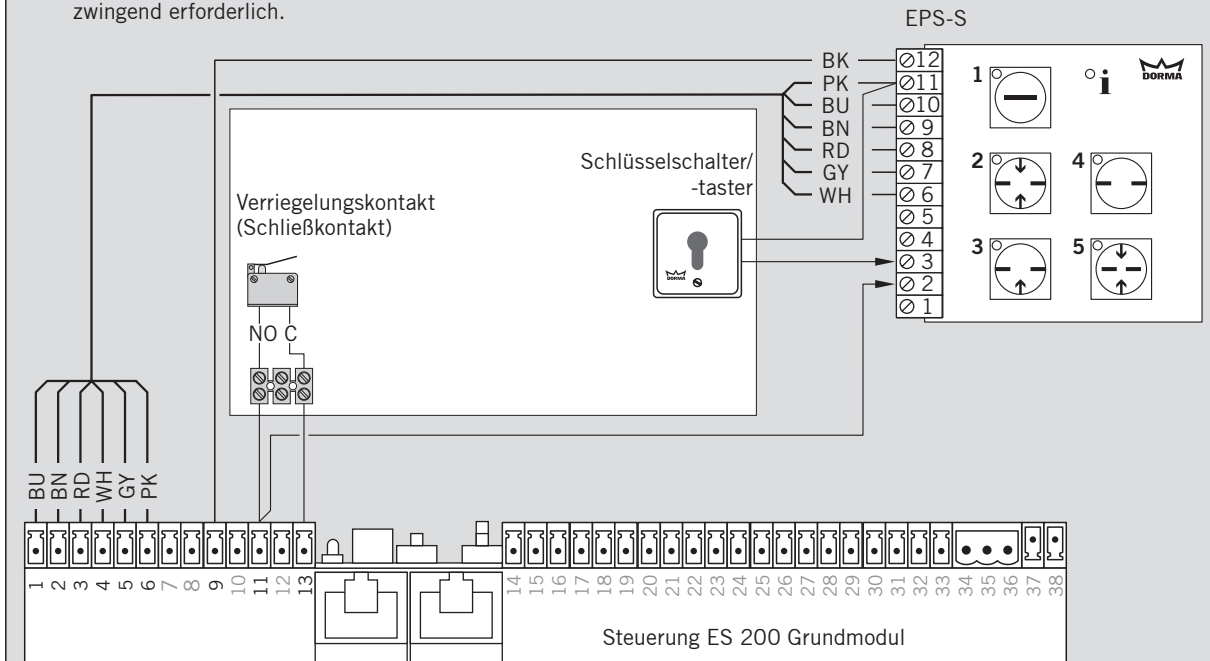 zwingend erforderlich.
EPS-S
BK
PK
BU
BN
RD
GY
WH
12
11
10
9
8
7
6
5
4
3
2
1
1
i
DORMA
2
4
3
5
Schlüsselschalter/
-taster
DORMA
Verriegelungskontakt
(Schließkontakt)
NO C
BU
BN
RD
WH
GY
PK
1 2 3 4 5 6 7 8 9 10 11 12 13
14 15 16 17 18 19 20 21 22 23 24 25 26 27 28 29 30 31 32 33 34 35 36 37 38
Steuerung ES 200 Grundmodul